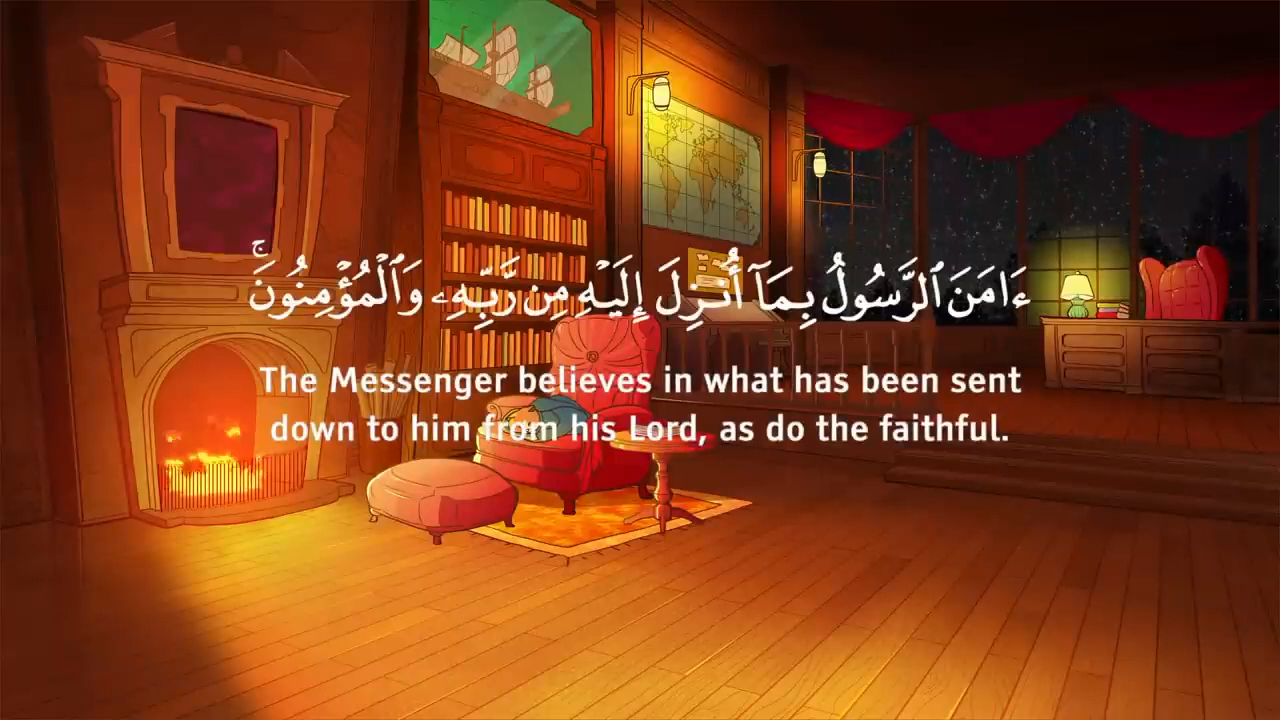 ءَامَنَ ٱلرَّسُولُ بِمَآ أُنزِلَ إِلَيْهِ مِن رَّبِّهِۦ وَٱلْمُؤْمِنُونَ ۚ
The Messenger believes in what has been sent
down to him from his Lord, as do the faithful.